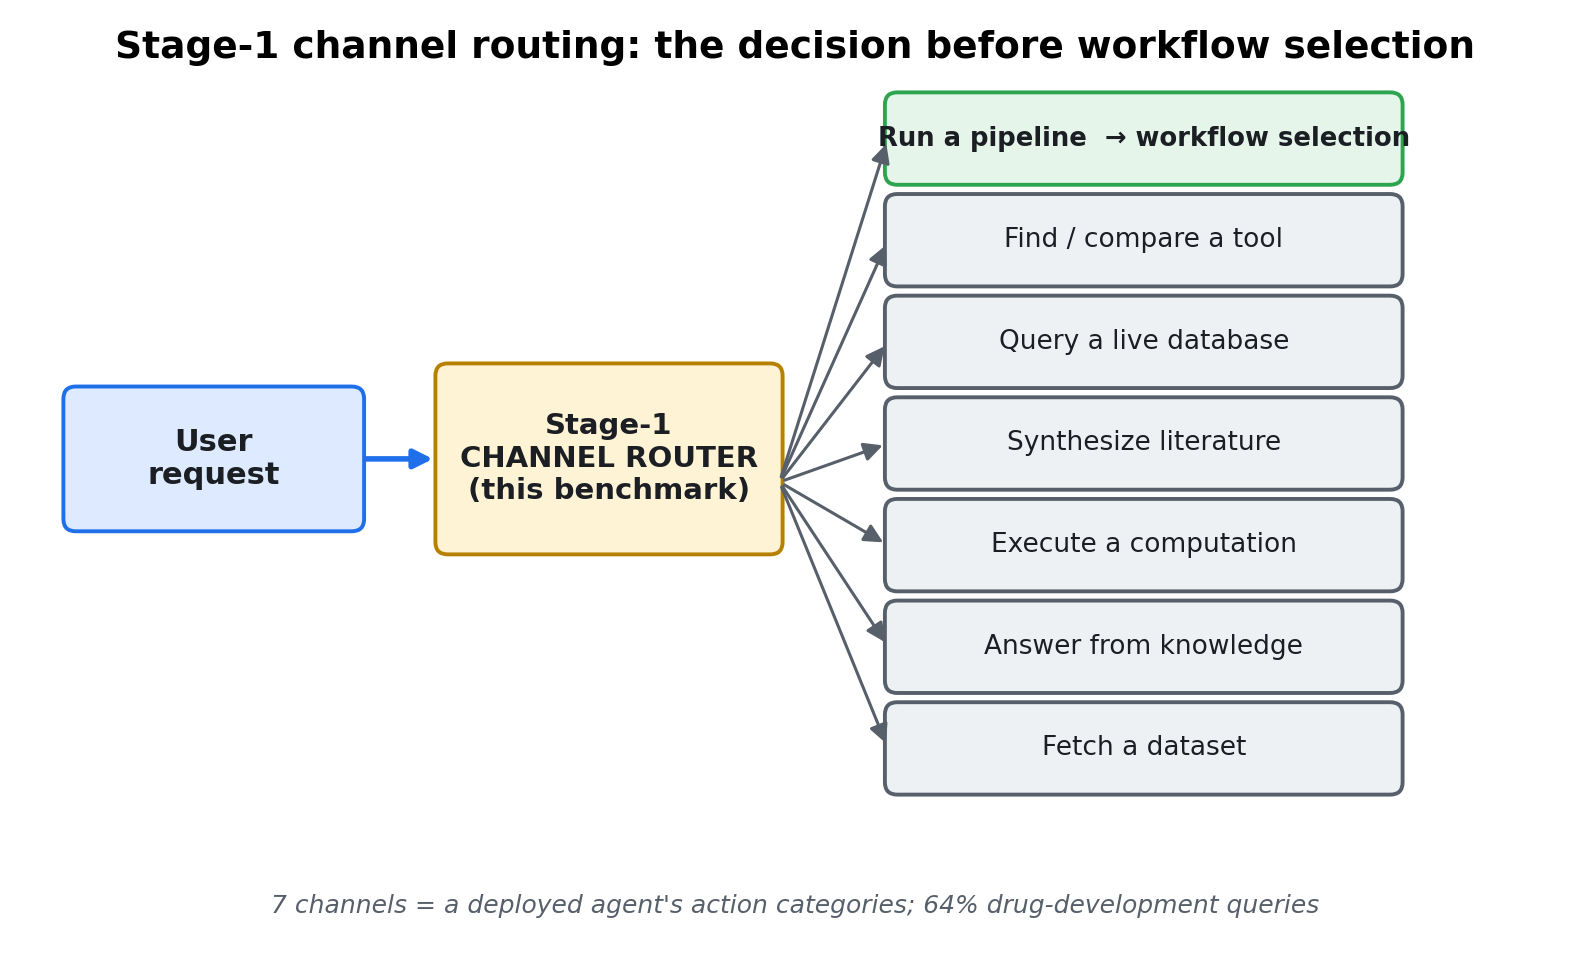 Stage-1 channel routing: the decision before workflow selection
Run a pipeline → workflow selection
Find / compare a tool
Query a live database
User
request
Stage-1
CHANNEL ROUTER
(this benchmark)
Synthesize literature
Execute a computation
Answer from knowledge
Fetch a dataset
7 channels = a deployed agent's action categories; 64% drug-development queries